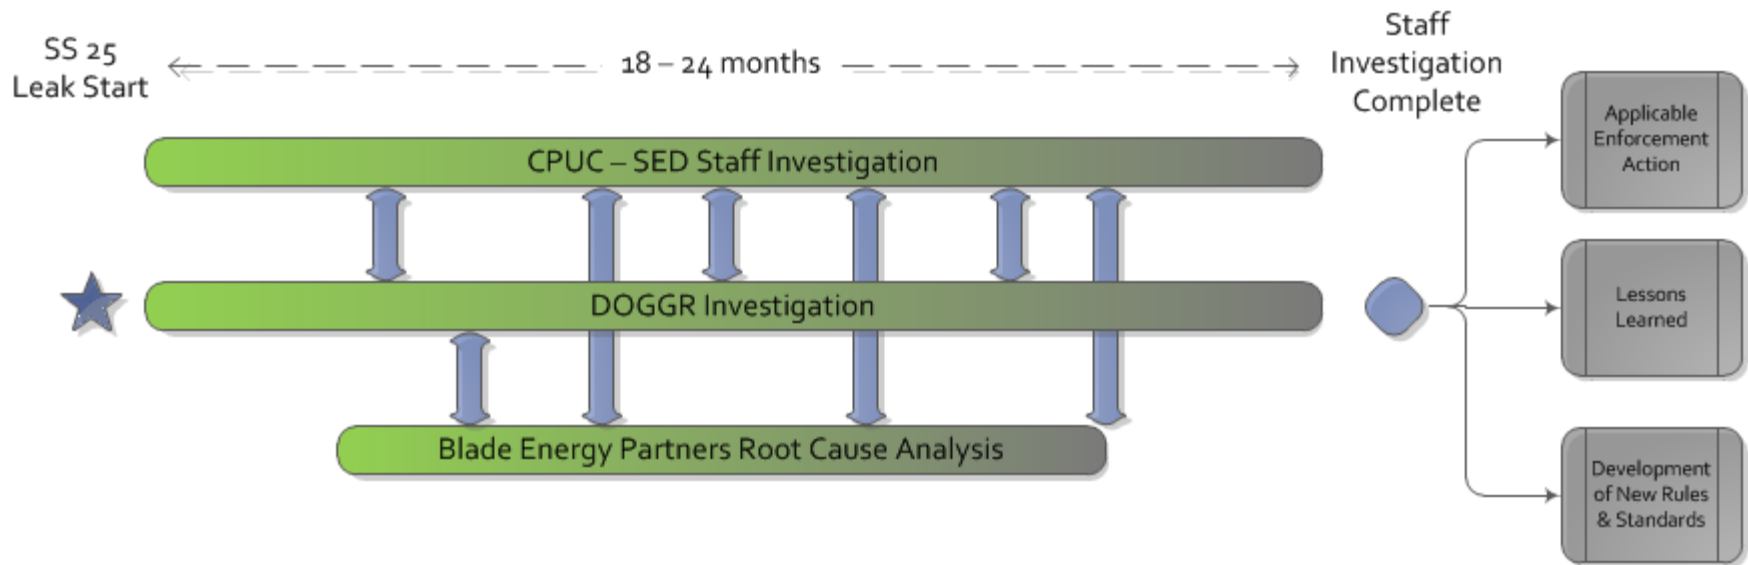 SS 25
Leak Start
18 – 24 months
Staff
Investigation
Complete
CPUC – SED Staff Investigation
DOGGR Investigation
Blade Energy Partners Root Cause Analysis
Applicable
Enforcement
Action
Lessons
Learned
Development
of New Rules
& Standards